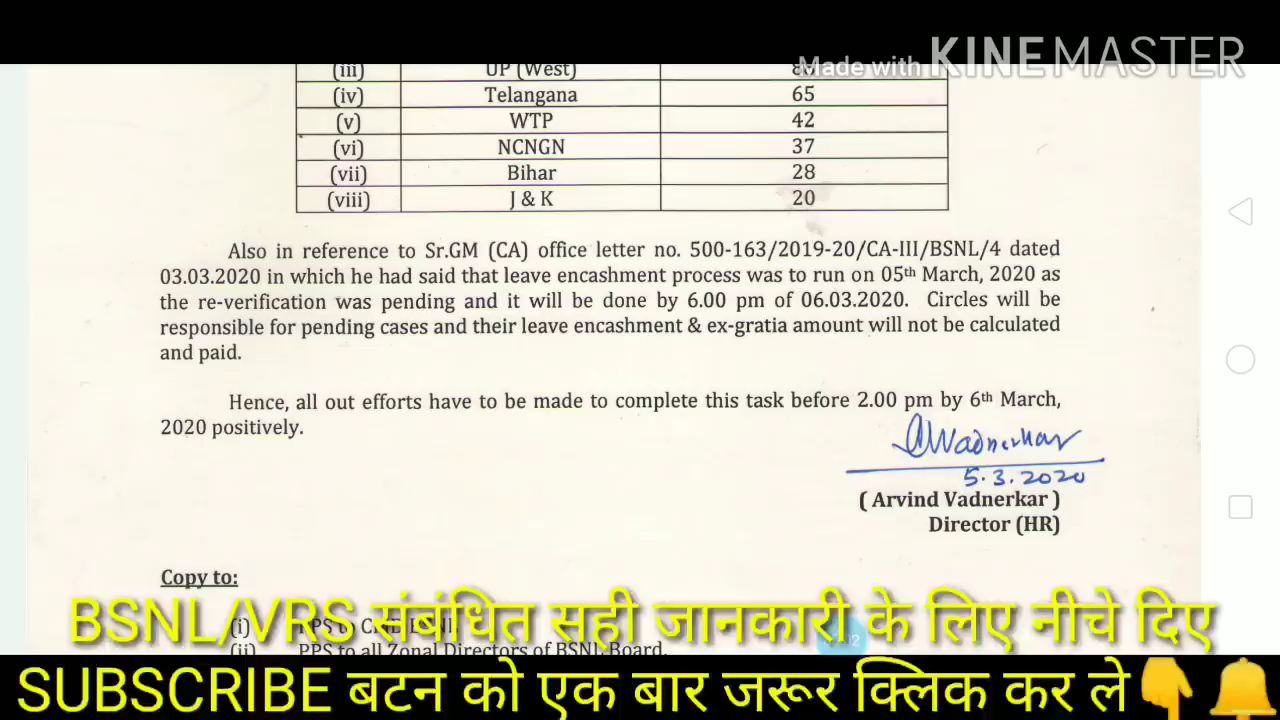 Made with KINEMASTER
(iii) UP (West)
(iv) Telangana 65
(v) WTP 42
(vi) NCNGN 37
(vii) Bihar 28
(viii) J & K 20
Also in reference to Sr.GM (CA) office letter no. 500-163/2019-20/CA-III/BSNL/4 dated
03.03.2020 in which he had said that leave encashment process was to run on 05th March, 2020 as
the re-verification was pending and it will be done by 6.00 pm of 06.03.2020. Circles will be
responsible for pending cases and their leave encashment & ex-gratia amount will not be calculated
and paid.
Hence, all out efforts have to be made to complete this task before 2.00 pm by 6th March,
2020 positively.
AVadnerkar
5.3.2020
( Arvind Vadnerkar )
Director (HR)
Copy to:
(i) PPS to CMD BSNL
(ii) PPS to all Zonal Directors of BSNL Board.
BSNL/VRS संबंधित सही जानकारी के लिए नीचे दिए
SUBSCRIBE बटन को एक बार जरूर क्लिक कर ले